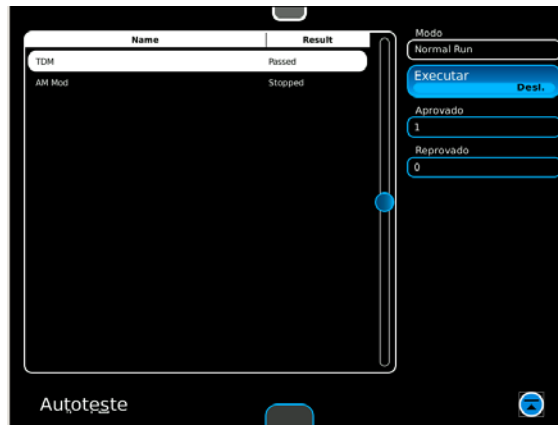 Name Result
TDM Passed
AM Mod Stopped
Modo
Normal Run
Executar
Desl.
Aprovado
1
Reprovado
0
Autoteste